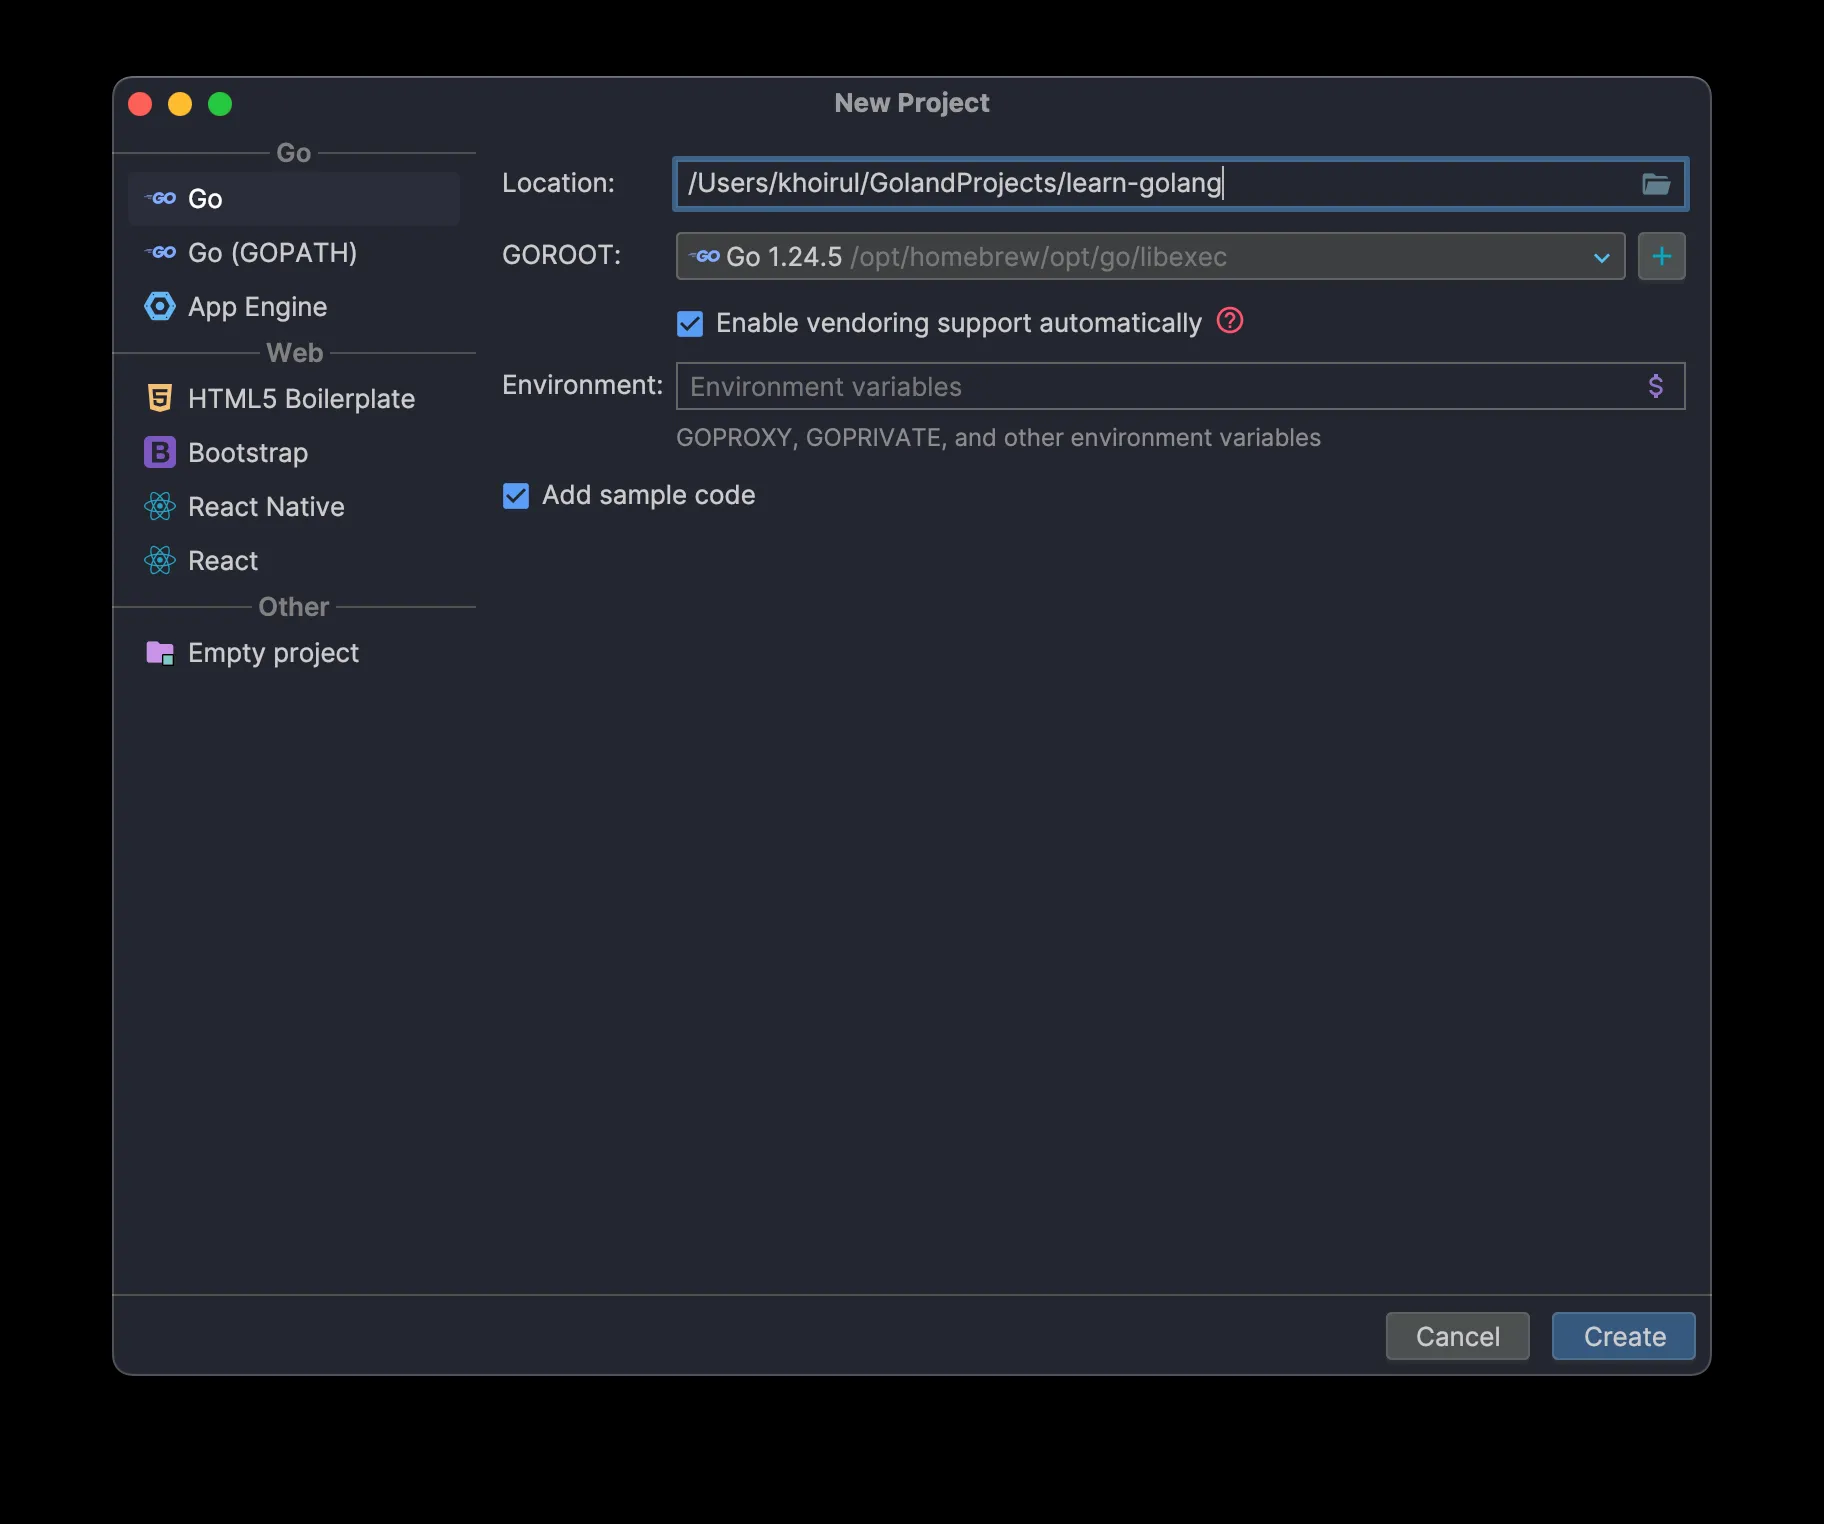 New Project
Go
Go
Go (GOPATH)
App Engine
Web
HTML5 Boilerplate
Bootstrap
React Native
React
Other
Empty project
Location: /Users/khoirul/GolandProjects/learn-golang
GOROOT: Go 1.24.5 /opt/homebrew/opt/go/libexec
Enable vendoring support automatically
Environment: Environment variables
GOPROXY, GOPRIVATE, and other environment variables
Add sample code
Cancel Create